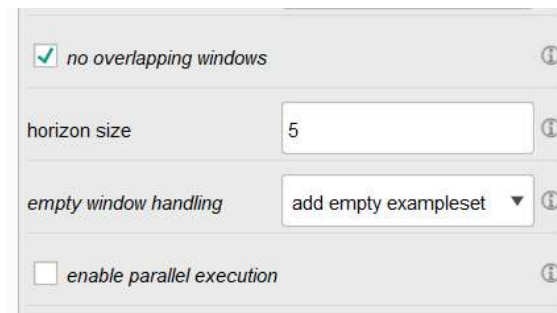 no overlapping windows
horizon size 5
empty window handling add empty exampleset
enable parallel execution